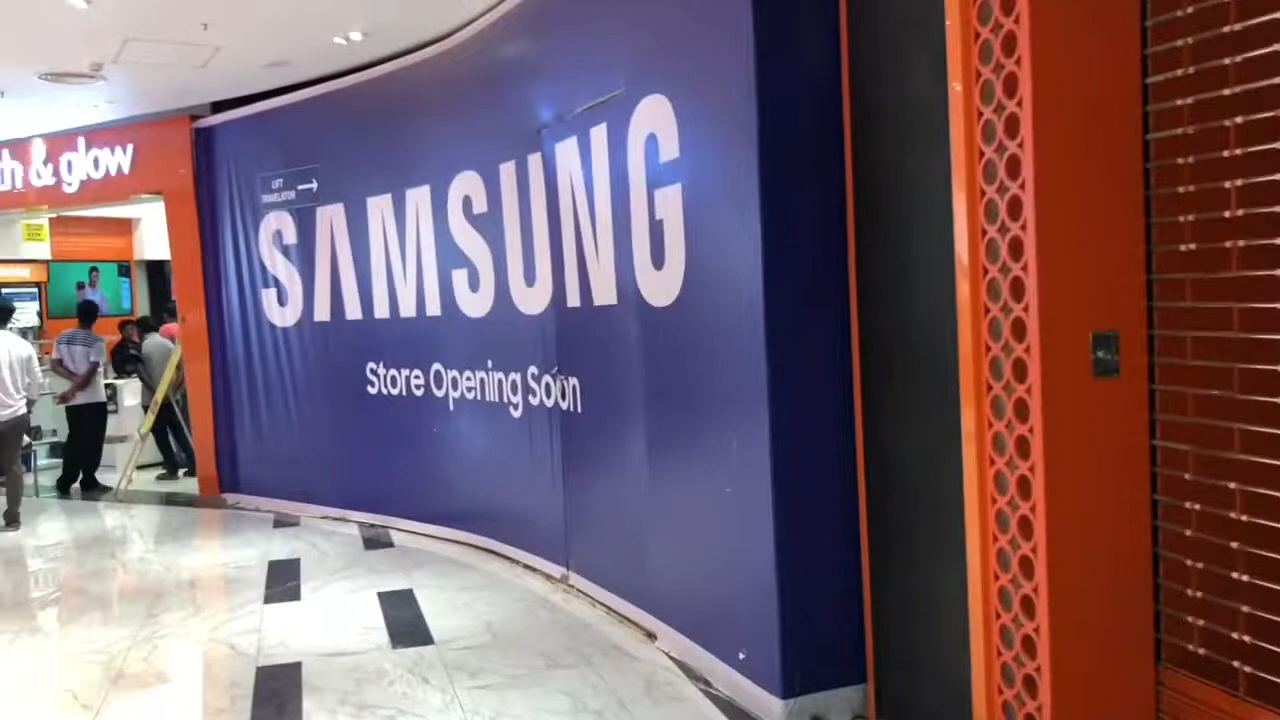 th & glow
LIFT
TRAVELATOR
SAMSUNG
Store Opening Soon